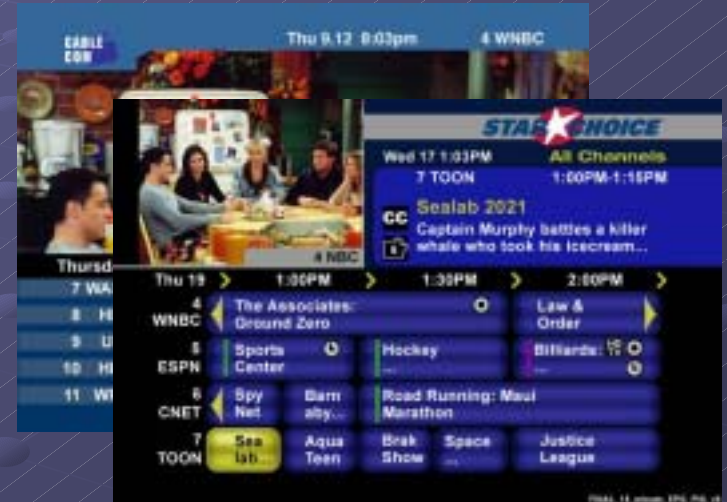 CABLE
COM
Thu 9.12 8:03pm
4 WNBC
STAR CHOICE
Wed 17 1:03PM
All Channels
7 TOON
1:00PM-1:15PM
CC
Sealab 2021
Captain Murphy battles a killer
whale who took his icecream...
4 NBC
Thursd
7 WA
8 H
9 U
10 H
11 W
Thu 19
1:00PM
1:30PM
2:00PM
4
WNBC
The Associates:
Ground Zero
Law &
Order
5
ESPN
Sports
Center
Hockey
...
Billiards:
...
6
CNET
Spy
Net
Barn
aby...
Road Running: Maui
Marathon
7
TOON
Sea
lab
Aqua
Teen
Brak
Show
Space
...
Justice
League